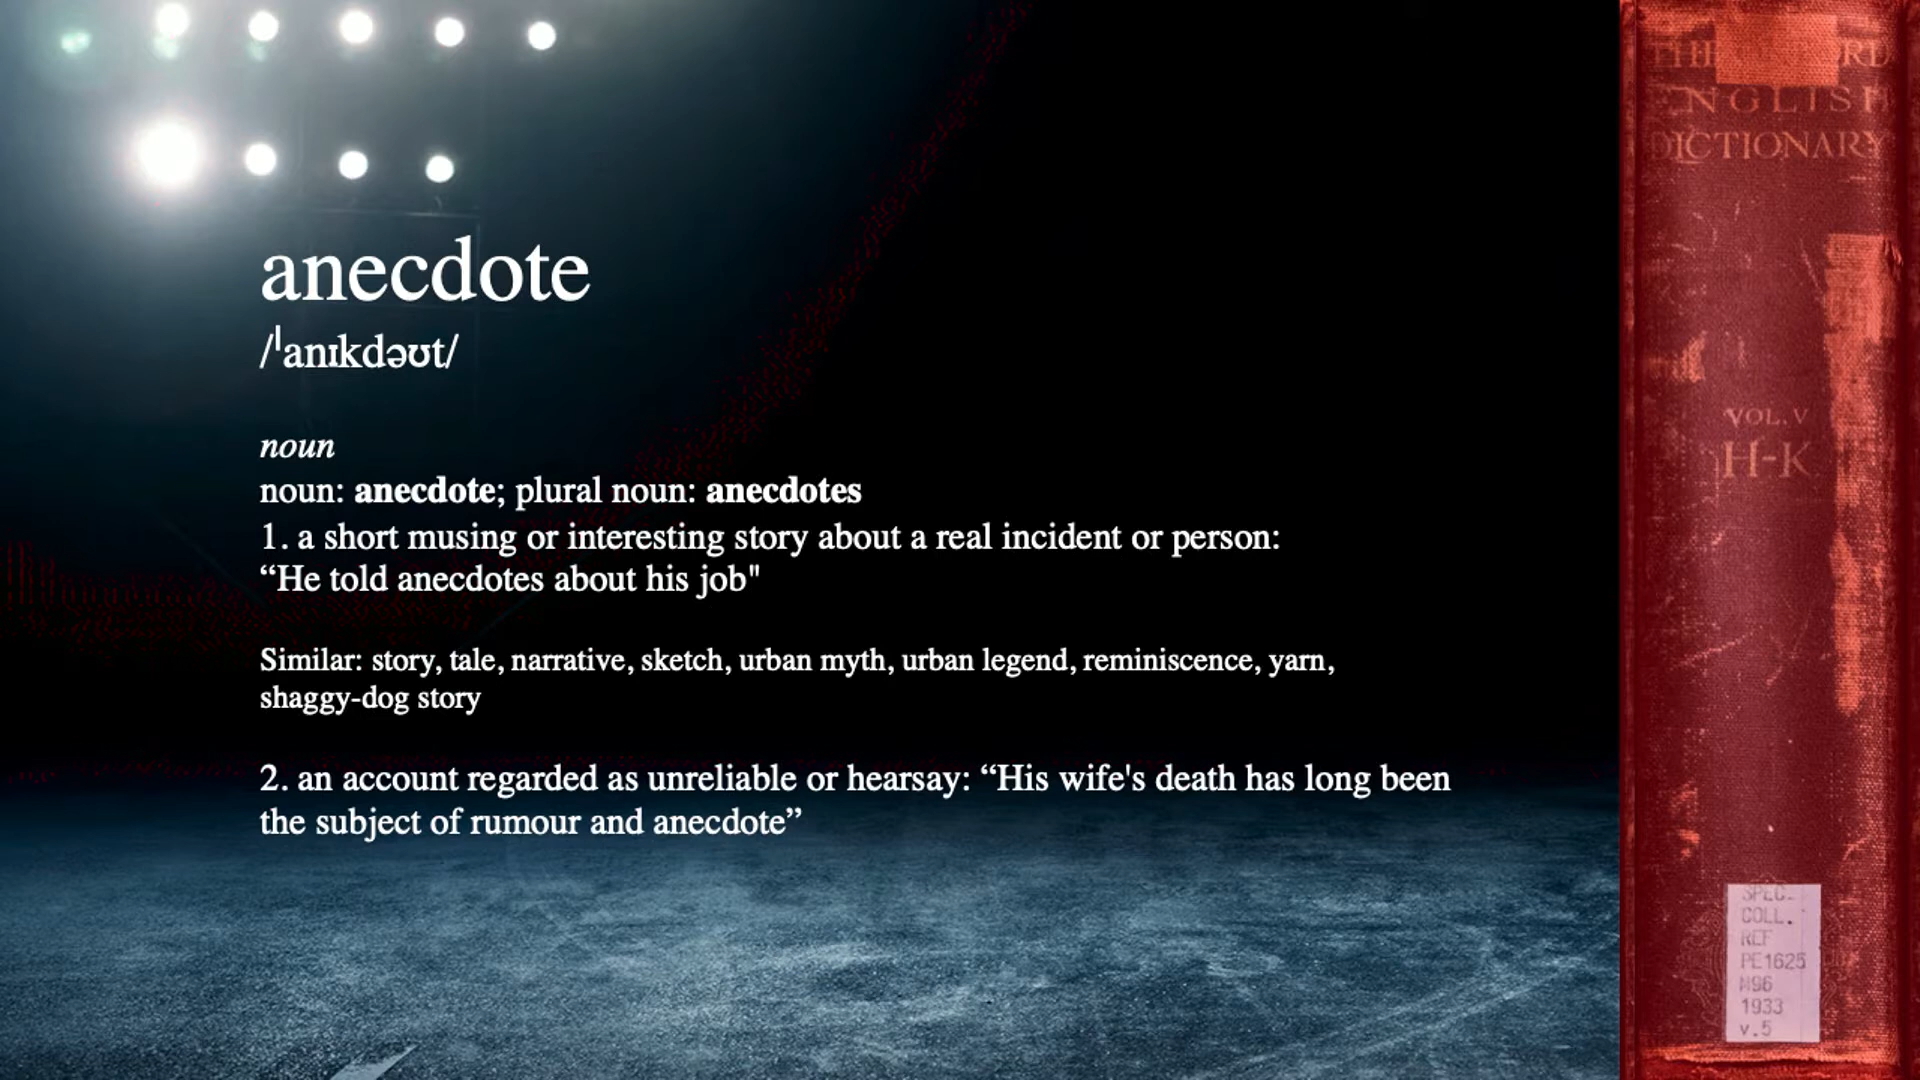 anecdote
/ˈanɪkdəʊt/
noun
noun: anecdote; plural noun: anecdotes
1. a short musing or interesting story about a real incident or person:
“He told anecdotes about his job"
Similar: story, tale, narrative, sketch, urban myth, urban legend, reminiscence, yarn,
shaggy-dog story
2. an account regarded as unreliable or hearsay: “His wife's death has long been
the subject of rumour and anecdote”
ENGLISH
DICTIONARY
VOL. V
H-K
SPEC.
COLL.
REF
PE1625
M96
1933
v.5